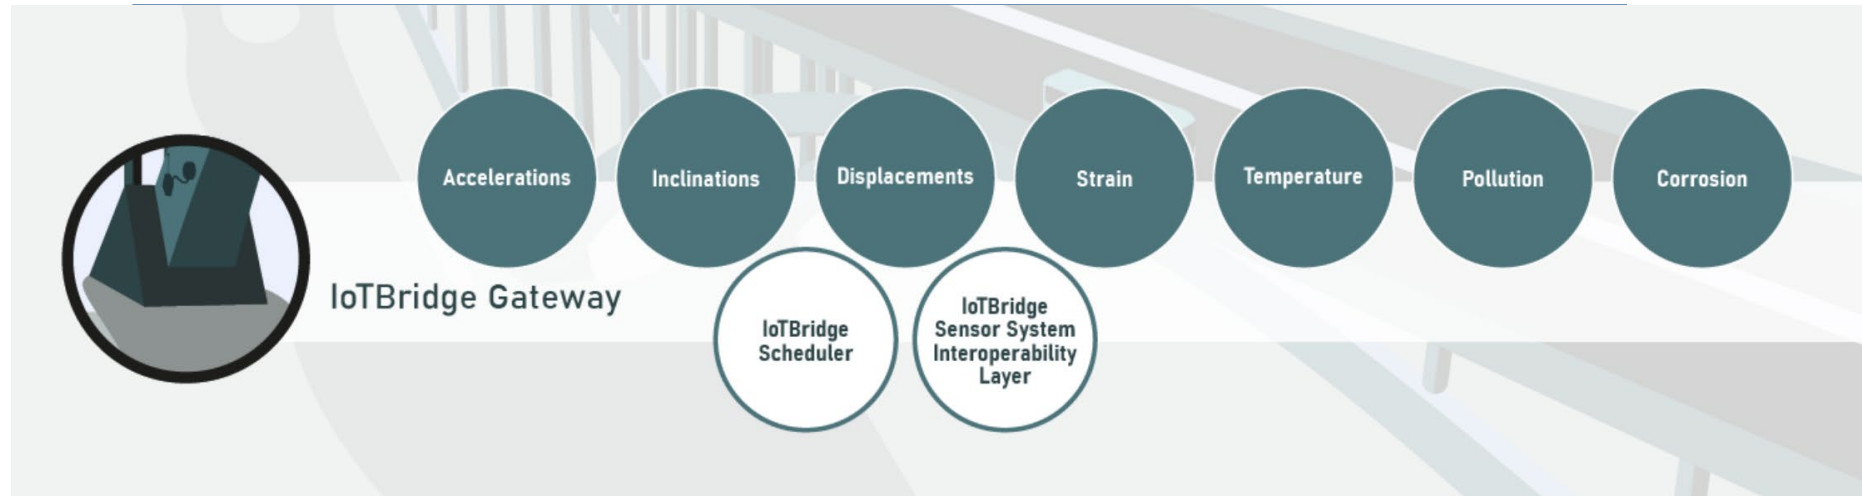 Accelerations
Inclinations
Displacements
Strain
Temperature
Pollution
Corrosion
IoTBridge Gateway
IoTBridge
Scheduler
IoTBridge
Sensor System
Interoperability
Layer